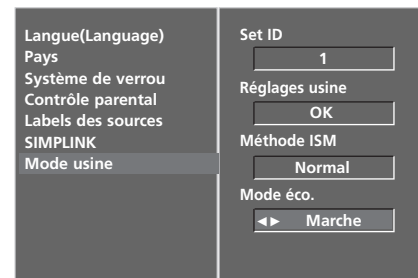 Langue(Language)
Pays
Système de verrou
Contrôle parental
Labels des sources
SIMPLINK
Mode usine
Set ID
1
Réglages usine
OK
Méthode ISM
Normal
Mode éco.
◄► Marche